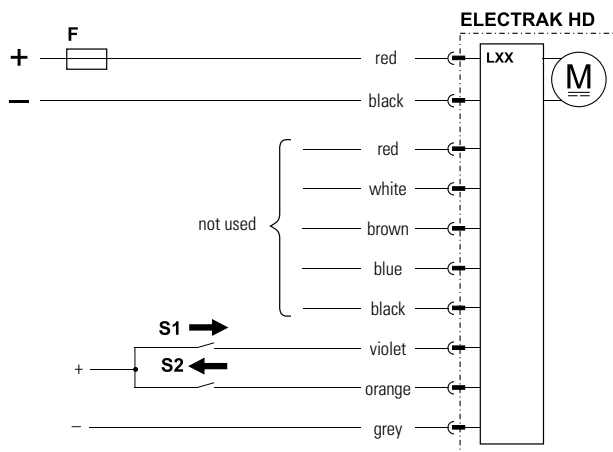 ELECTRAK HD
F
+ red LXX
M
– black
red
white
not used brown
blue
black
S1 violet
+ S2
orange
– grey